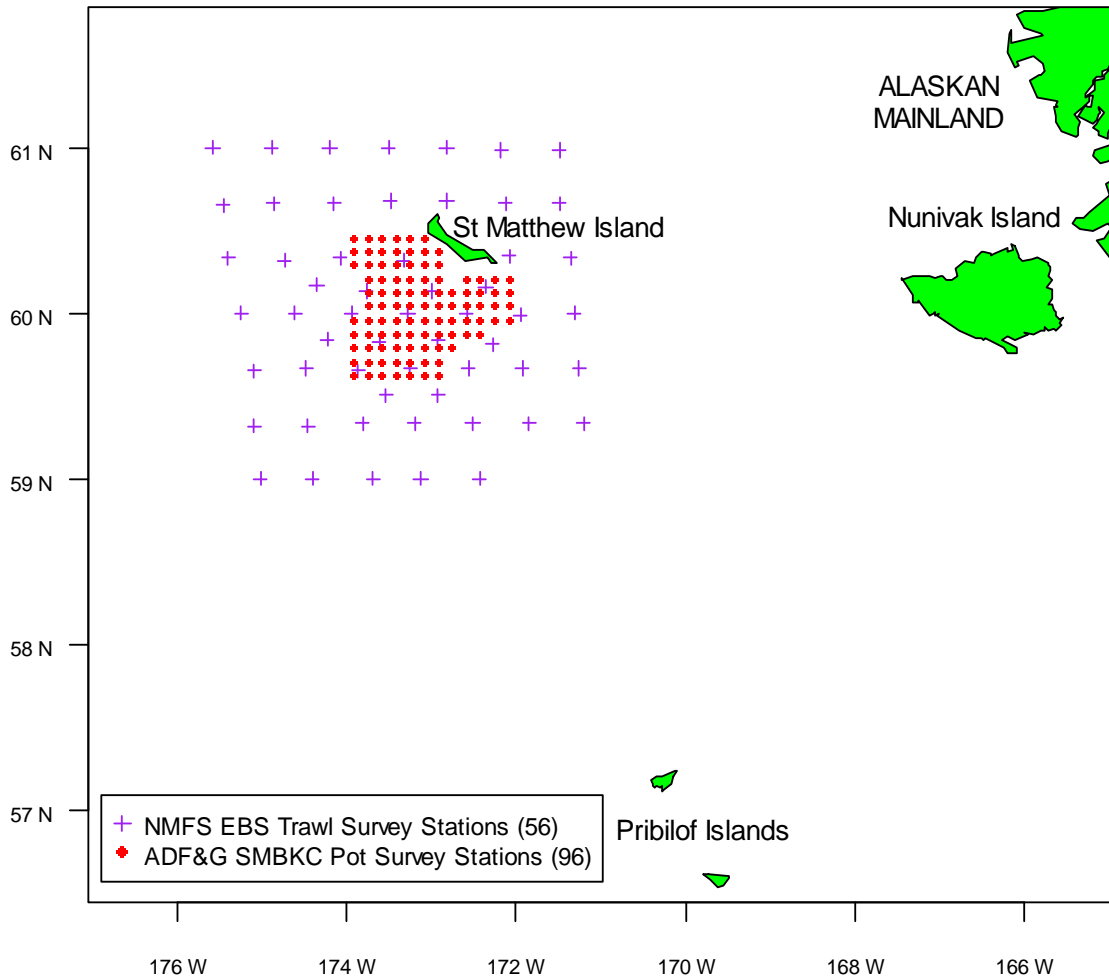 ALASKAN
MAINLAND
61 N
St Matthew Island
Nunivak Island
60 N
59 N
58 N
57 N
NMFS EBS Trawl Survey Stations (56)
ADF&G SMBKC Pot Survey Stations (96)
Pribilof Islands
176 W 174 W 172 W 170 W 168 W 166 W